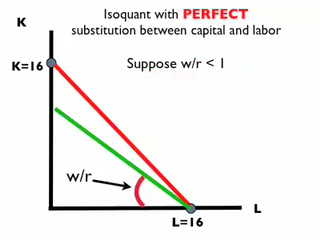 Isoquant with PERFECT
substitution between capital and labor
K
K=16
Suppose w/r < 1
w/r
L
L=16